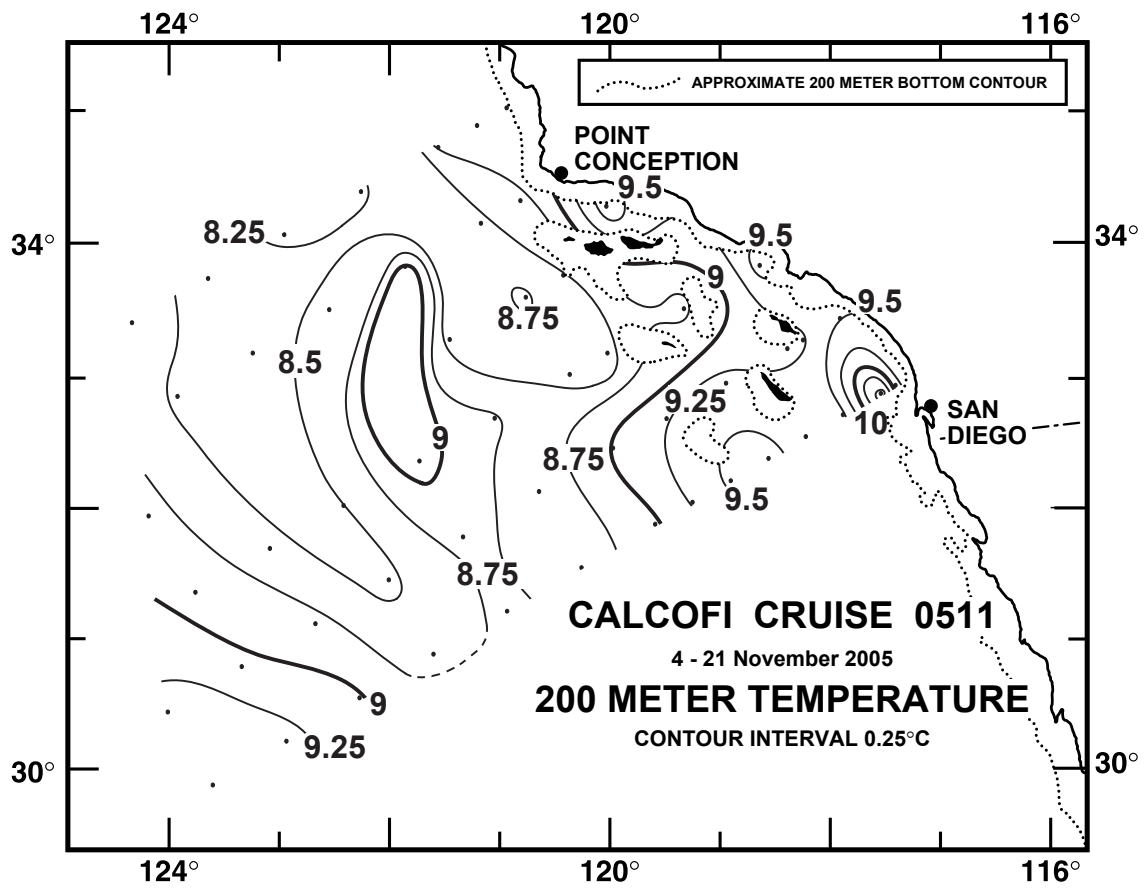 124°
120°
116°
APPROXIMATE 200 METER BOTTOM CONTOUR
POINT
CONCEPTION
9.5
8.25
9.5
34°
34°
9
9.5
8.75
8.5
9.25
10
SAN
DIEGO
9
8.75
9.5
8.75
CALCOFI CRUISE 0511
4 - 21 November 2005
200 METER TEMPERATURE
CONTOUR INTERVAL 0.25°C
9
9.25
30°
30°
124°
120°
116°